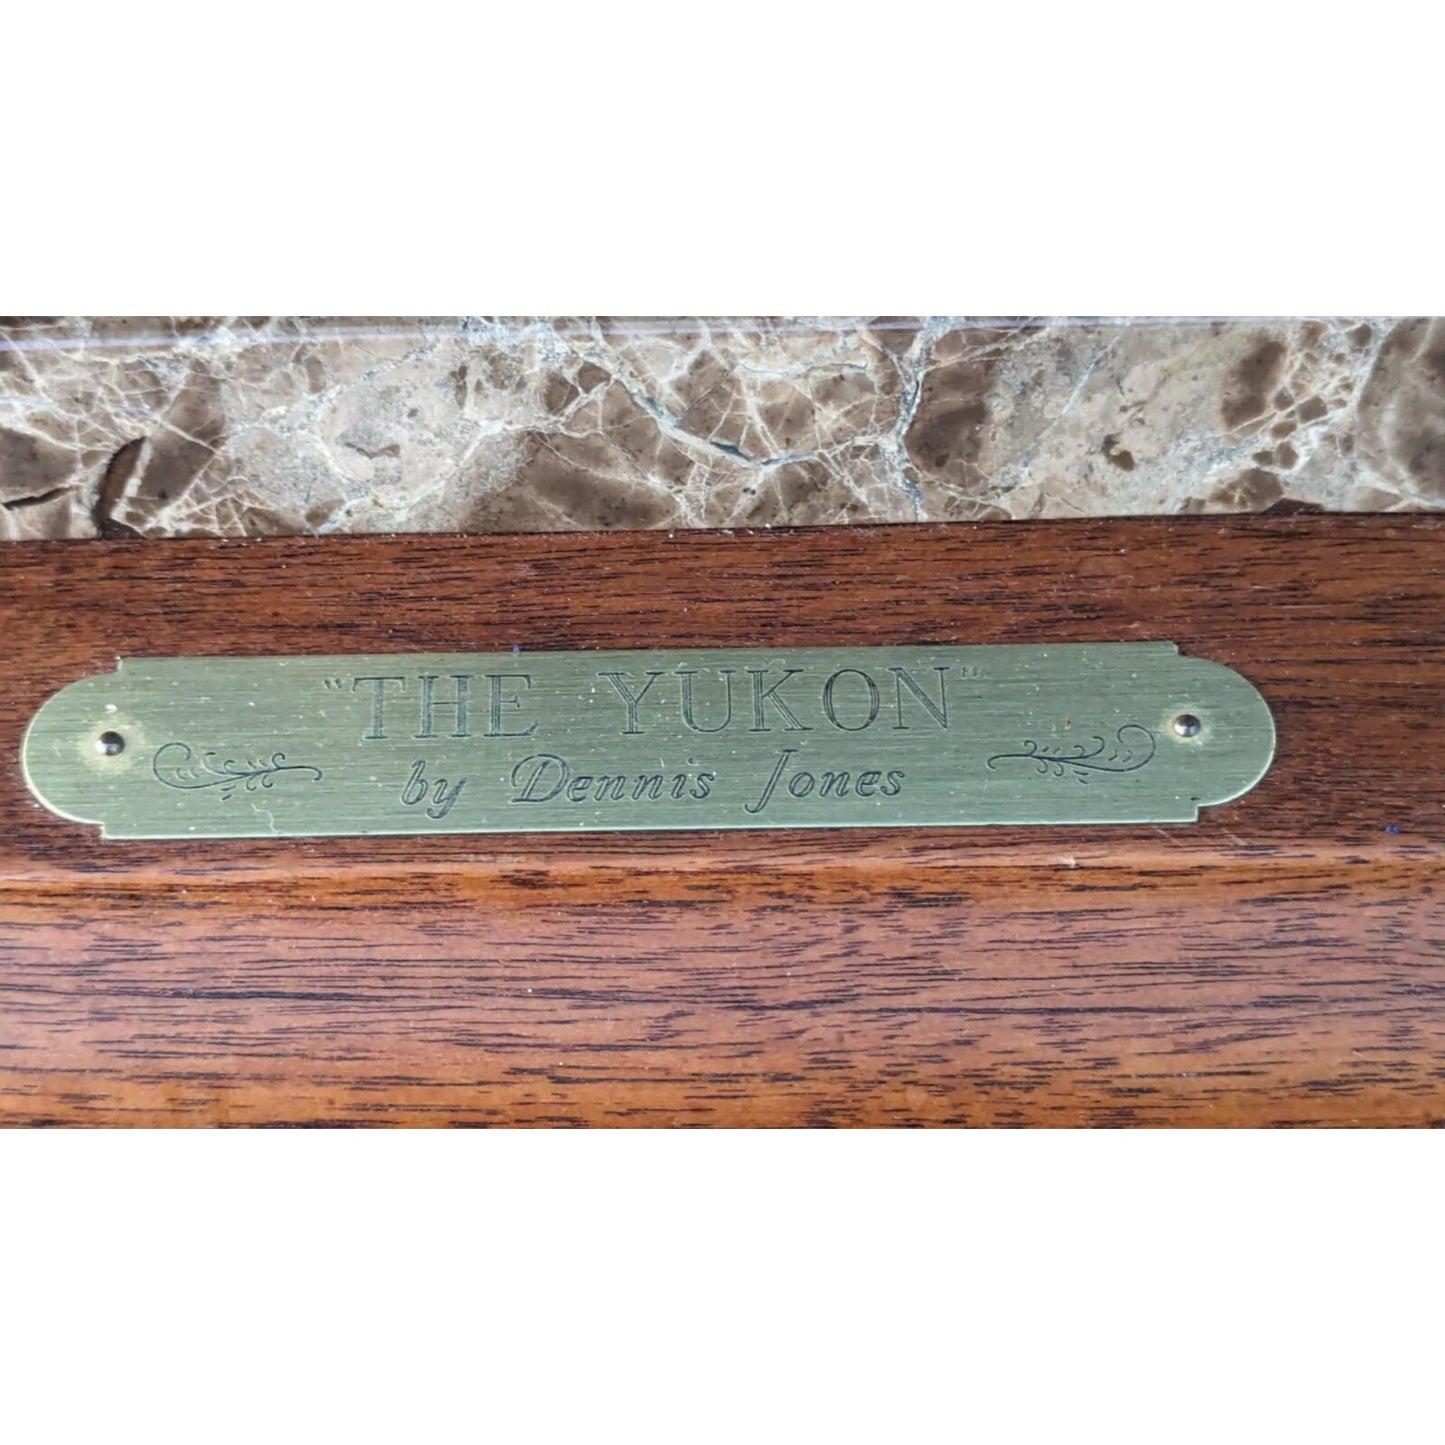 "THE YUKON"
by Dennis Jones